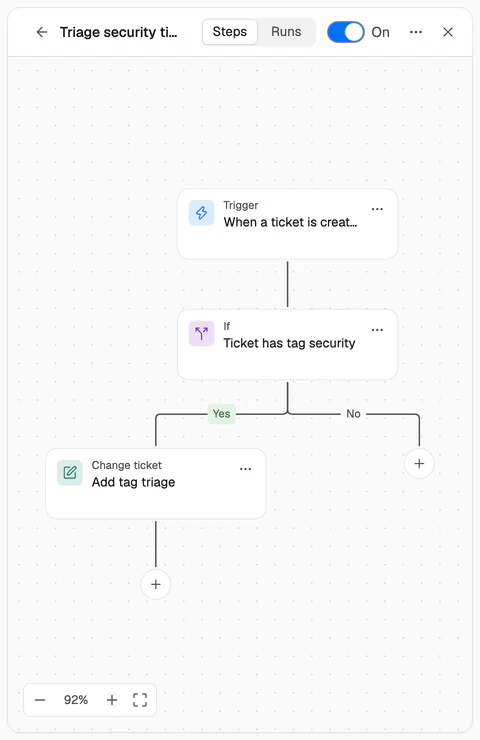 Triage security ti...
Steps
Runs
On
Trigger
When a ticket is creat...
If
Ticket has tag security
Yes
No
Change ticket
Add tag triage
92%